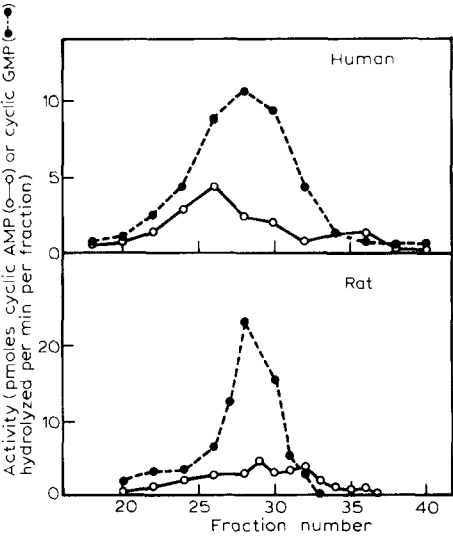 Activity (pmoles cyclic AMP (o—o) or cyclic GMP (●--●)
hydrolyzed per min per fraction)
Human
10
5
0
Rat
20
10
0
20 25 30 35 40
Fraction number